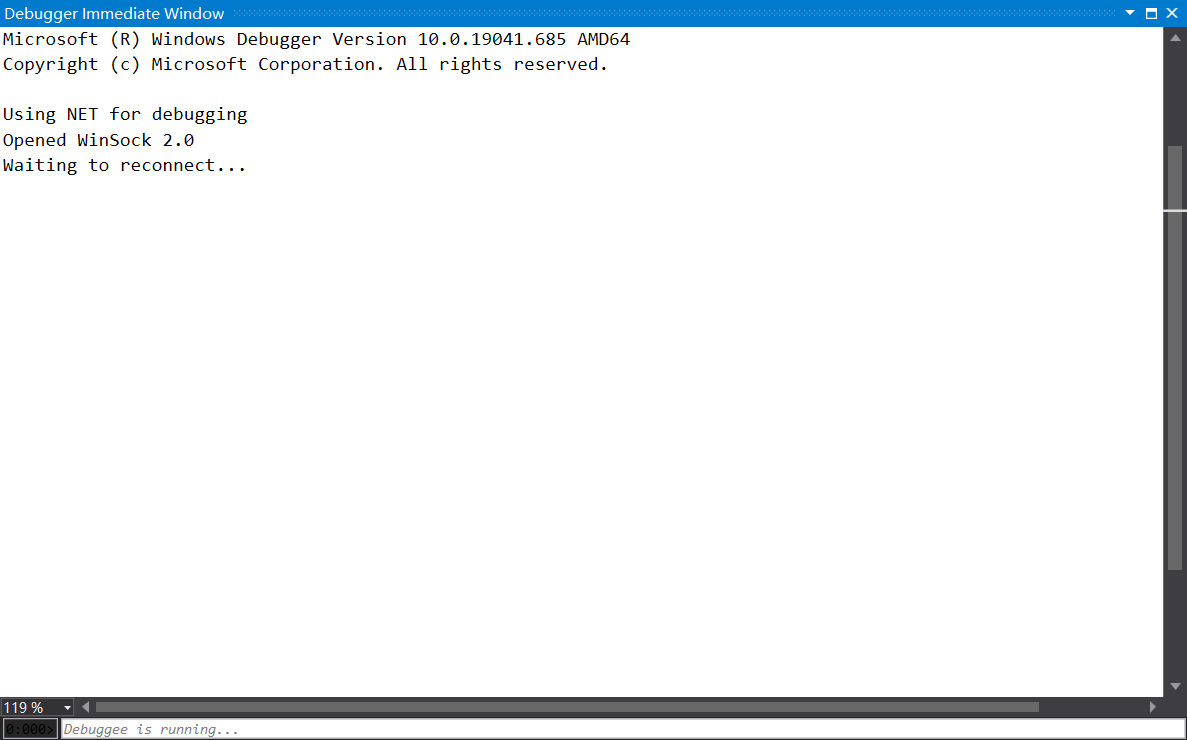 Debugger Immediate Window
Microsoft (R) Windows Debugger Version 10.0.19041.685 AMD64
Copyright (c) Microsoft Corporation. All rights reserved.
Using NET for debugging
Opened WinSock 2.0
Waiting to reconnect...
119 %
0:000>
Debuggee is running...